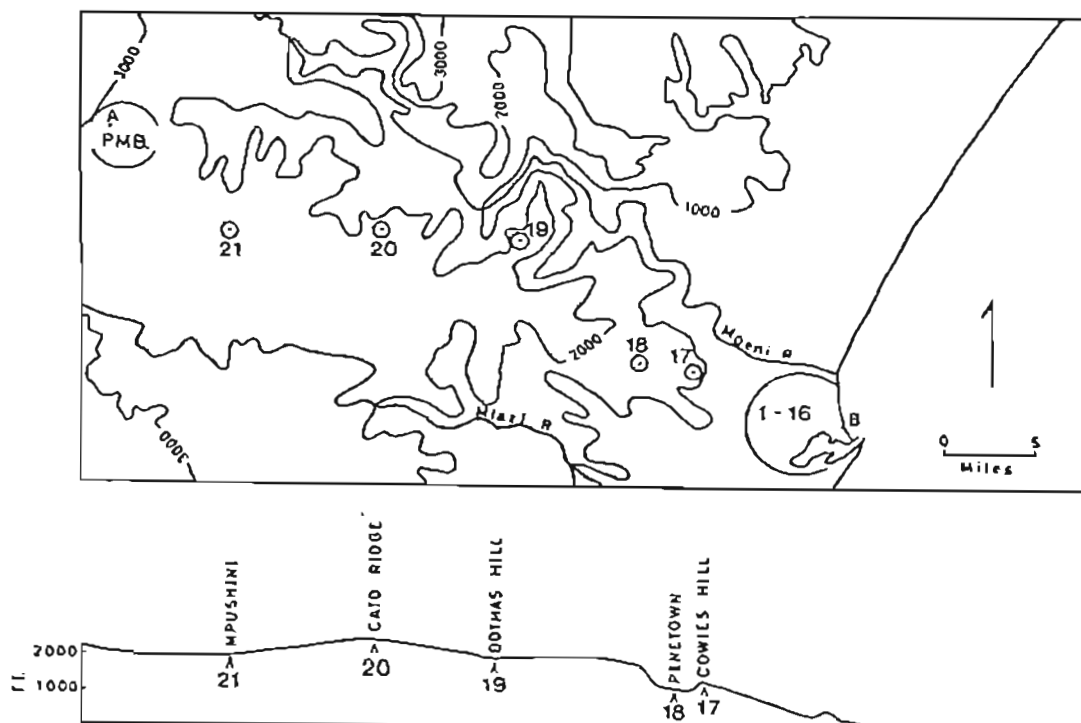 3000
3000
2000
A
PMB
1000
19
21
20
2000
18
17
Mgeni R
Mlazi R
3000
1-16
B
0 5
Miles
MPUSHINI
CATO RIDGE
BOTHAS HILL
PINETOWN
COWIES HILL
FT.
2000
1000
21
20
19
18
17